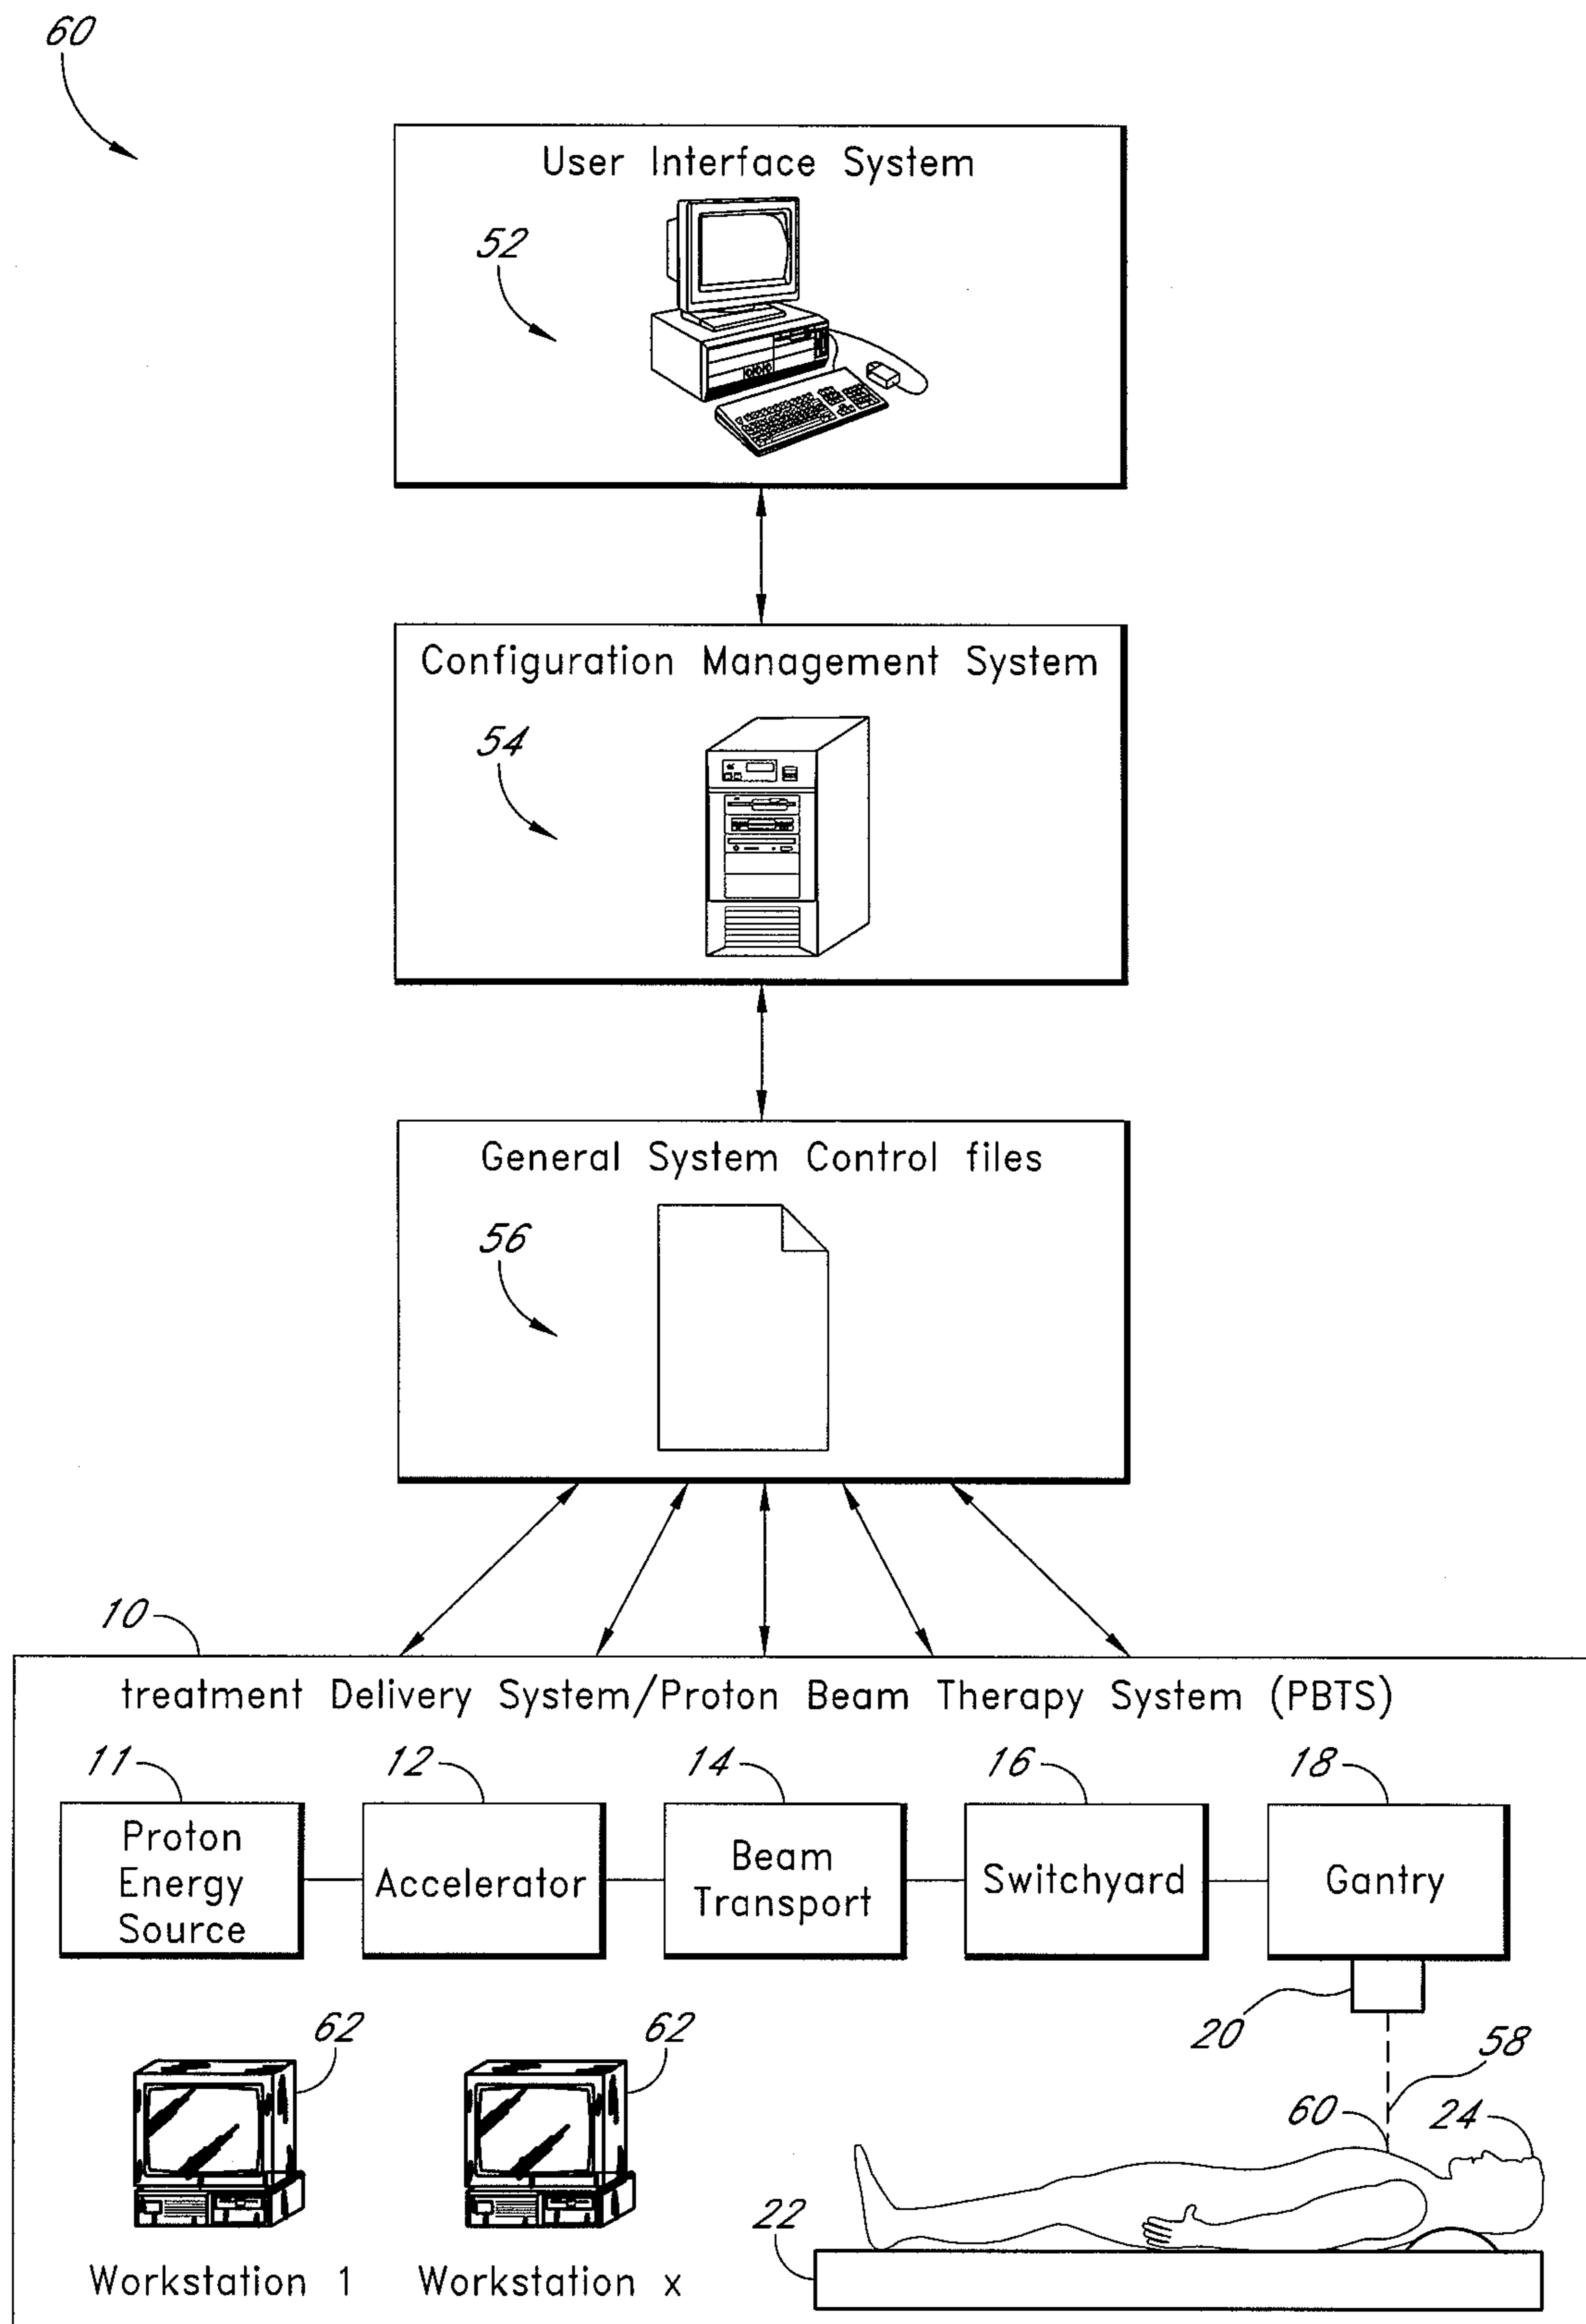 60
User Interface System
52
Configuration Management System
54
General System Control files
56
10
treatment Delivery System/Proton Beam Therapy System (PBTS)
11
12
14
16
18
Proton
Energy
Source
Accelerator
Beam
Transport
Switchyard
Gantry
62
62
20
58
60
24
22
Workstation 1
Workstation x